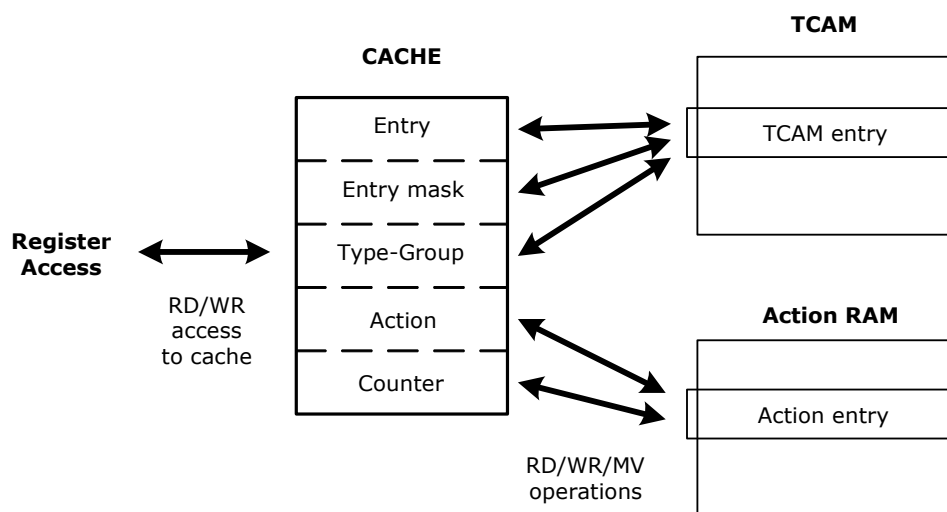 TCAM
CACHE
Entry
TCAM entry
Entry mask
Register
Access
Type-Group
RD/WR
access
to cache
Action
Action RAM
Counter
Action entry
RD/WR/MV
operations